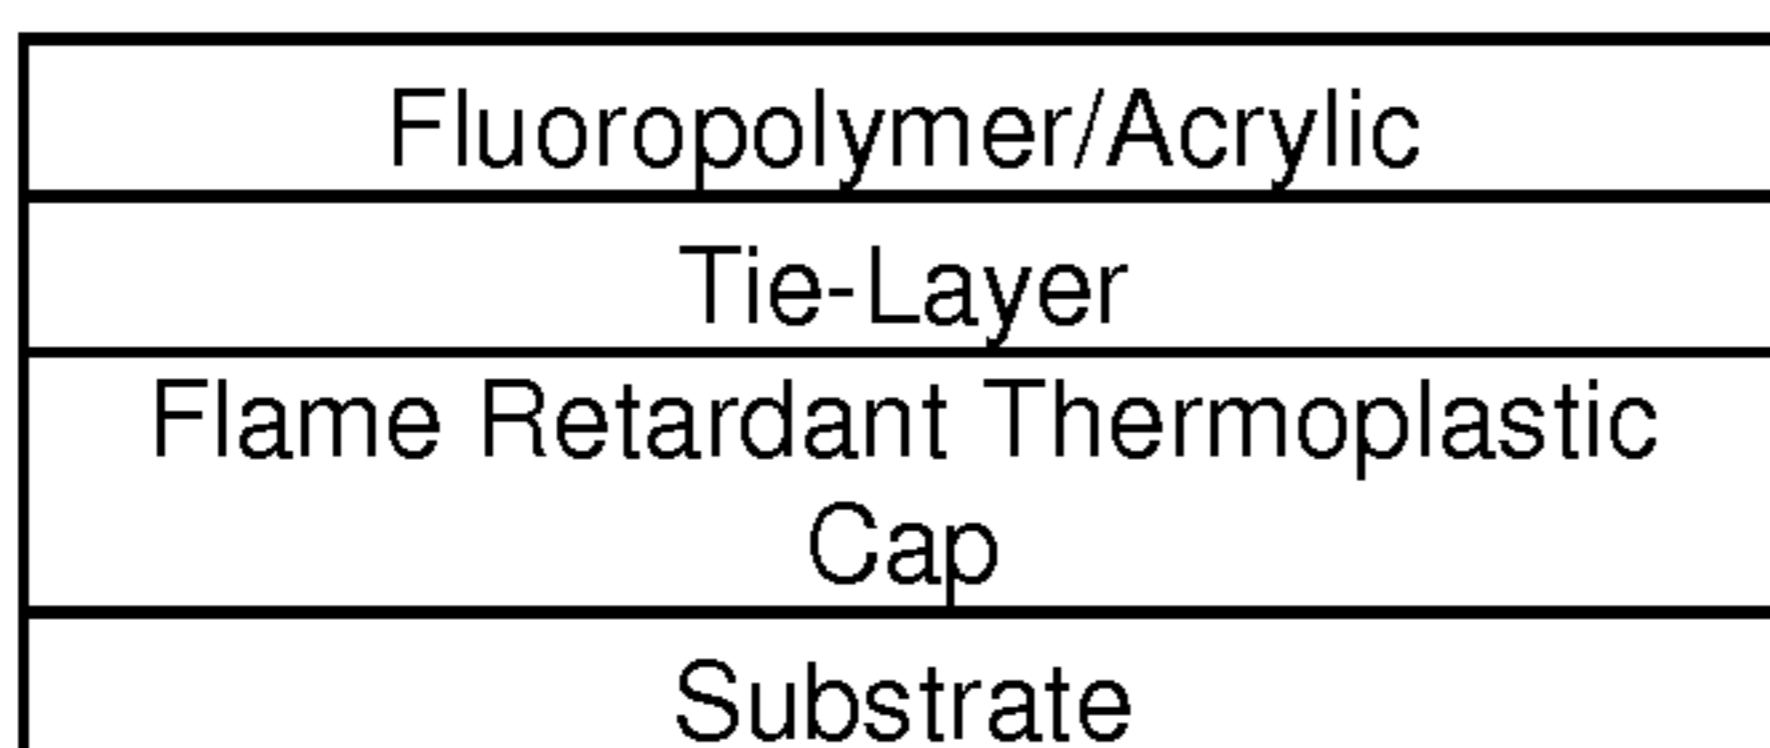 Fluoropolymer/Acrylic
Tie-Layer
Flame Retardant Thermoplastic
Cap
Substrate